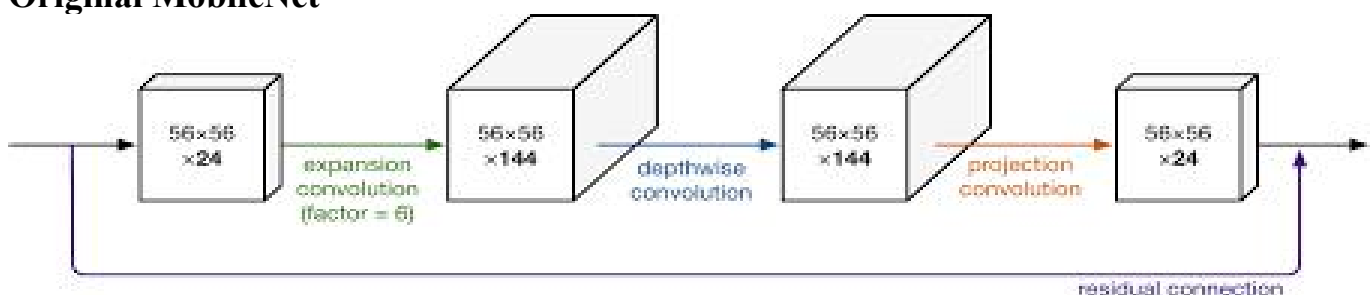 Original MobileNet
56×56
×24
expansion
convolution
(factor = 6)
56×56
×144
depthwise
convolution
56×56
×144
projection
convolution
56×56
×24
residual connection